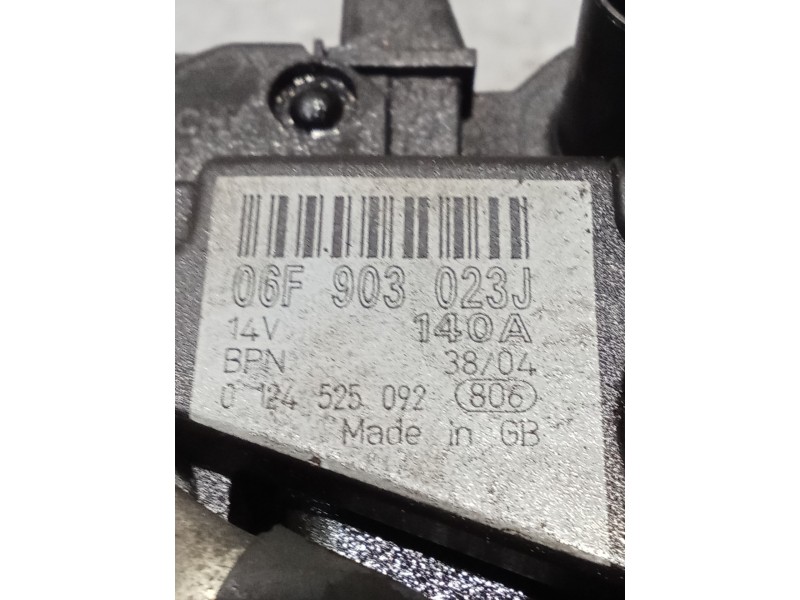 06F 903 023J
14V 140A
BPN 38/04
0 124 525 092 806
Made in GB